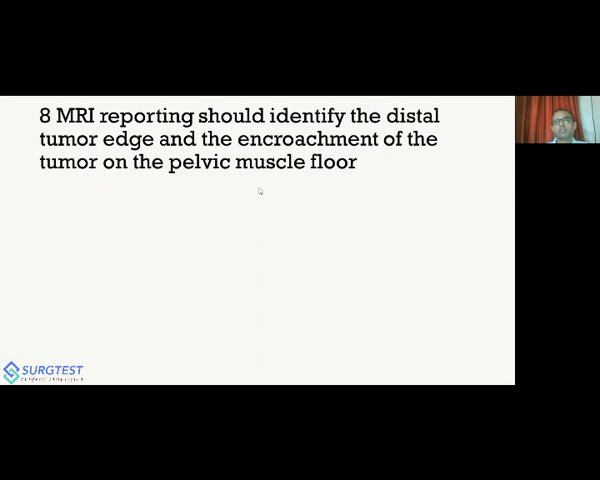 8 MRI reporting should identify the distal
tumor edge and the encroachment of the
tumor on the pelvic muscle floor
SURGTEST